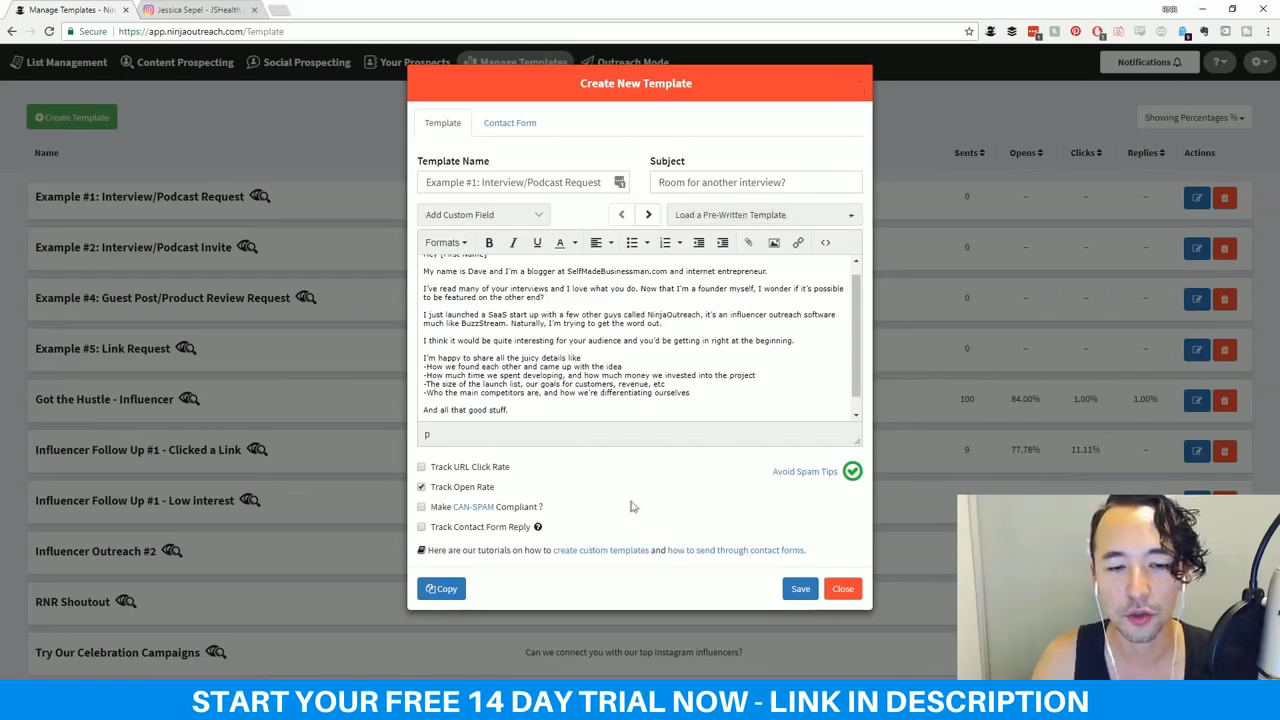 Manage Templates - Nin
Jessica Sepel - JSHealth
RNR
Secure
https://app.ninjaoutreach.com/Template
List Management
Content Prospecting
Social Prospecting
Your Prospects
Manage Templates
Outreach Mode
Notifications
?
Create New Template
Create Template
Showing Percentages %
Template
Contact Form
Name
Sents
Opens
Clicks
Replies
Actions
Template Name
Subject
Example #1: Interview/Podcast Request
Room for another interview?
Example #1: Interview/Podcast Request
0
–
–
–
Add Custom Field
Load a Pre-Written Template
Formats
B
I
U
A
Example #2: Interview/Podcast Invite
0
–
–
–
Hey [First Name]
My name is Dave and I'm a blogger at SelfMadeBusinessman.com and internet entrepreneur.
I've read many of your interviews and I love what you do. Now that I'm a founder myself, I wonder if it's possible
to be featured on the other end?
Example #4: Guest Post/Product Review Request
0
–
–
–
I just launched a SaaS start up with a few other guys called NinjaOutreach, it's an influencer outreach software
much like BuzzStream. Naturally, I'm trying to get the word out.
I think it would be quite interesting for your audience and you'd be getting in right at the beginning.
Example #5: Link Request
0
–
–
–
I'm happy to share all the juicy details like
-How we found each other and came up with the idea
-How much time we spent developing, and how much money we invested into the project
-The size of the launch list, our goals for customers, revenue, etc
-Who the main competitors are, and how we're differentiating ourselves
Got the Hustle - Influencer
100
84.00%
1.00%
1.00%
And all that good stuff.
p
Influencer Follow Up #1 - Clicked a Link
9
77.78%
11.11%
–
Track URL Click Rate
Avoid Spam Tips
Track Open Rate
Influencer Follow Up #1 - Low interest
Make CAN-SPAM Compliant ?
Track Contact Form Reply
Influencer Outreach #2
Here are our tutorials on how to create custom templates and how to send through contact forms.
Copy
Save
Close
RNR Shoutout
Try Our Celebration Campaigns
Can we connect you with our top Instagram influencers?
START YOUR FREE 14 DAY TRIAL NOW - LINK IN DESCRIPTION